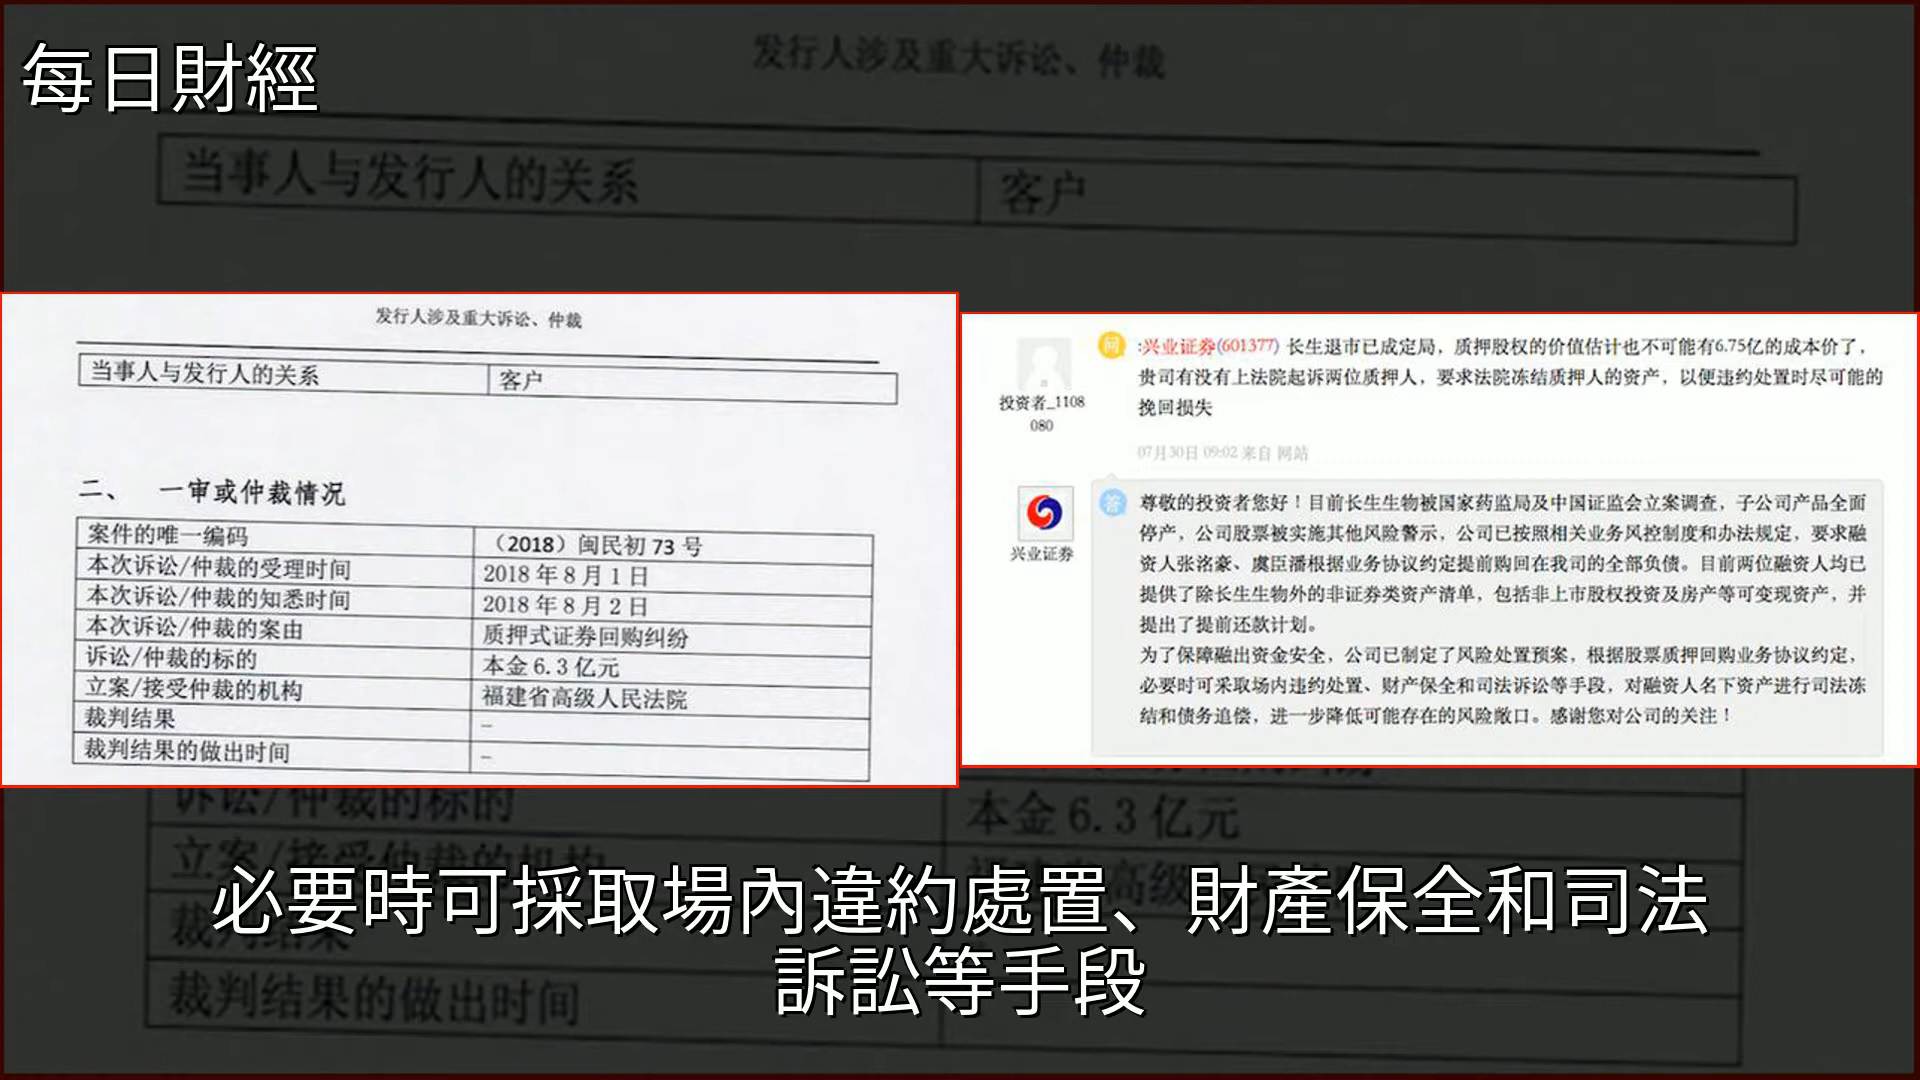 每日財經
发行人涉及重大诉讼、仲裁
当事人与发行人的关系 客户
发行人涉及重大诉讼、仲裁
当事人与发行人的关系 客户
二、 一审或仲裁情况
案件的唯一编码 （2018）闽民初 73 号
本次诉讼/仲裁的受理时间 2018 年 8 月 1 日
本次诉讼/仲裁的知悉时间 2018 年 8 月 2 日
本次诉讼/仲裁的案由 质押式证券回购纠纷
诉讼/仲裁的标的 本金 6.3 亿元
立案/接受仲裁的机构 福建省高级人民法院
裁判结果 –
裁判结果的做出时间 –
投资者_1108
080
问 :兴业证券(601377) 长生退市已成定局，质押股权的价值估计也不可能有6.75亿的成本价了，
贵司有没有上法院起诉两位质押人，要求法院冻结质押人的资产，以便违约处置时尽可能的
挽回损失
07月30日 09:02 来自 网站
兴业证券
答 尊敬的投资者您好！目前长生生物被国家药监局及中国证监会立案调查，子公司产品全面
停产，公司股票被实施其他风险警示，公司已按照相关业务风控制度和办法规定，要求融
资人张洺豪、虞臣潘根据业务协议约定提前购回在我司的全部负债。目前两位融资人均已
提供了除长生生物外的非证券类资产清单，包括非上市股权投资及房产等可变现资产，并
提出了提前还款计划。
为了保障融出资金安全，公司已制定了风险处置预案，根据股票质押回购业务协议约定，
必要时可采取场内违约处置、财产保全和司法诉讼等手段，对融资人名下资产进行司法冻
结和债务追偿，进一步降低可能存在的风险敞口。感谢您对公司的关注！
诉讼/仲裁的标的 本金 6.3 亿元
立案/接受仲裁的机构
裁判结果
裁判结果的做出时间
必要時可採取場內違約處置、財產保全和司法
訴訟等手段